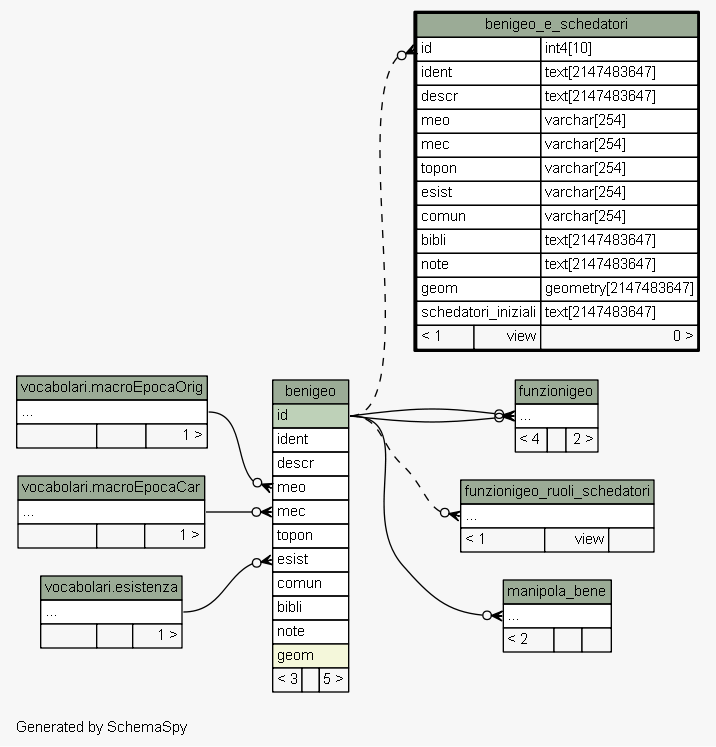 benigeo_e_schedatori
id int4[10]
ident text[2147483647]
descr text[2147483647]
meo varchar[254]
mec varchar[254]
topon varchar[254]
esist varchar[254]
comun varchar[254]
bibli text[2147483647]
note text[2147483647]
geom geometry[2147483647]
schedatori_iniziali text[2147483647]
< 1 view 0 >
vocabolari.macroEpocaOrig
...
1 >
vocabolari.macroEpocaCar
...
1 >
vocabolari.esistenza
...
1 >
benigeo
id
ident
descr
meo
mec
topon
esist
comun
bibli
note
geom
< 3 5 >
funzionigeo
...
< 4 2 >
funzionigeo_ruoli_schedatori
...
< 1 view
manipola_bene
...
< 2
Generated by SchemaSpy